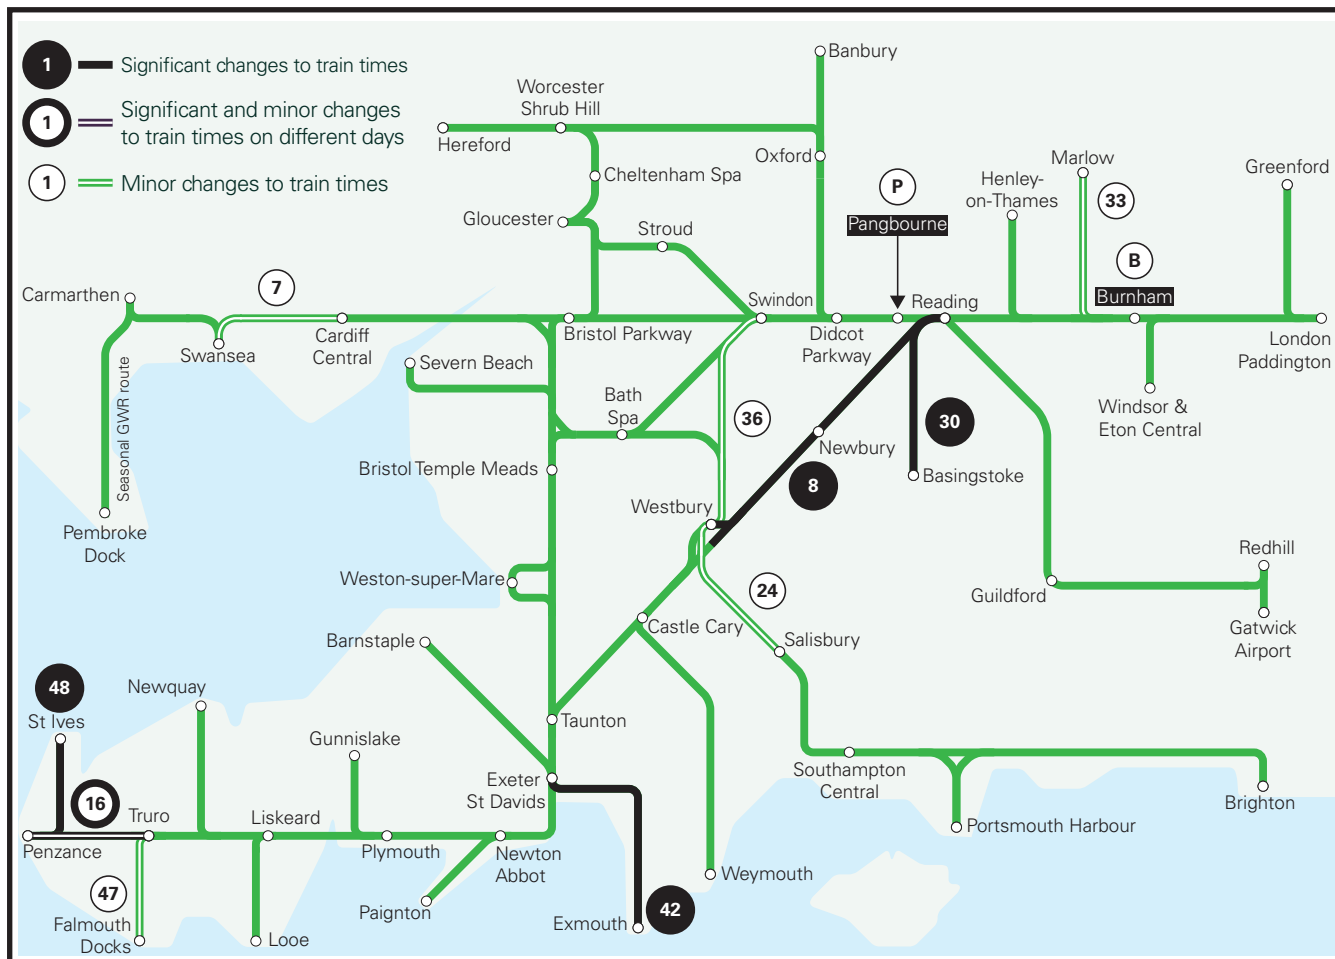 1 Significant changes to train times
1 Significant and minor changes
to train times on different days
1 Minor changes to train times
Banbury
Worcester
Shrub Hill
Hereford
Oxford
Cheltenham Spa
Gloucester
Stroud
P
Pangbourne
Henley-
on-Thames
Marlow
33
Greenford
B
Burnham
Carmarthen
7
Swansea
Cardiff
Central
Bristol Parkway
Swindon
Didcot
Parkway
Reading
London
Paddington
Severn Beach
Seasonal GWR route
Bath
Spa
36
30
Windsor &
Eton Central
Newbury
Bristol Temple Meads
Basingstoke
8
Westbury
Pembroke
Dock
Weston-super-Mare
24
Guildford
Redhill
Gatwick
Airport
Castle Cary
Salisbury
Barnstaple
48
St Ives
Newquay
Gunnislake
Taunton
Exeter
St Davids
Southampton
Central
Brighton
16
Truro
Liskeard
Penzance
Plymouth
Newton
Abbot
Portsmouth Harbour
47
Falmouth
Docks
Looe
Paignton
Weymouth
Exmouth
42